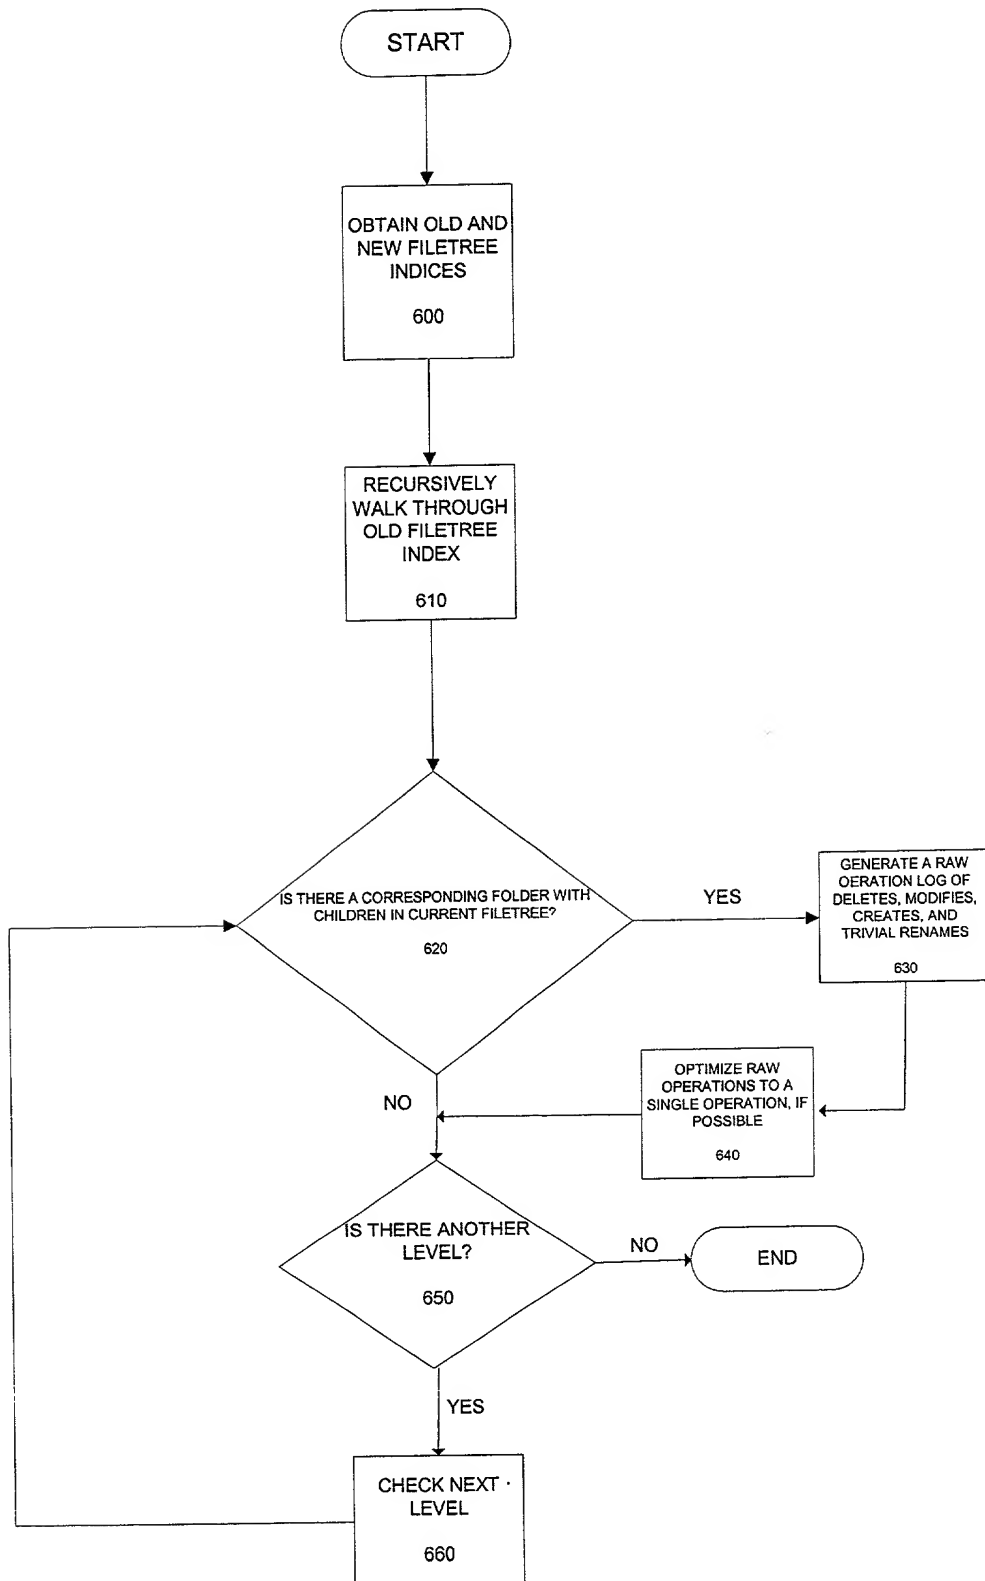 START
OBTAIN OLD AND
NEW FILETREE
INDICES
600
RECURSIVELY
WALK THROUGH
OLD FILETREE
INDEX
610
IS THERE A CORRESPONDING FOLDER WITH
CHILDREN IN CURRENT FILETREE?
620
YES
GENERATE A RAW
OERATION LOG OF
DELETES, MODIFIES,
CREATES, AND
TRIVIAL RENAMES
630
OPTIMIZE RAW
OPERATIONS TO A
SINGLE OPERATION, IF
POSSIBLE
640
NO
IS THERE ANOTHER
LEVEL?
650
NO
END
YES
CHECK NEXT
LEVEL
660